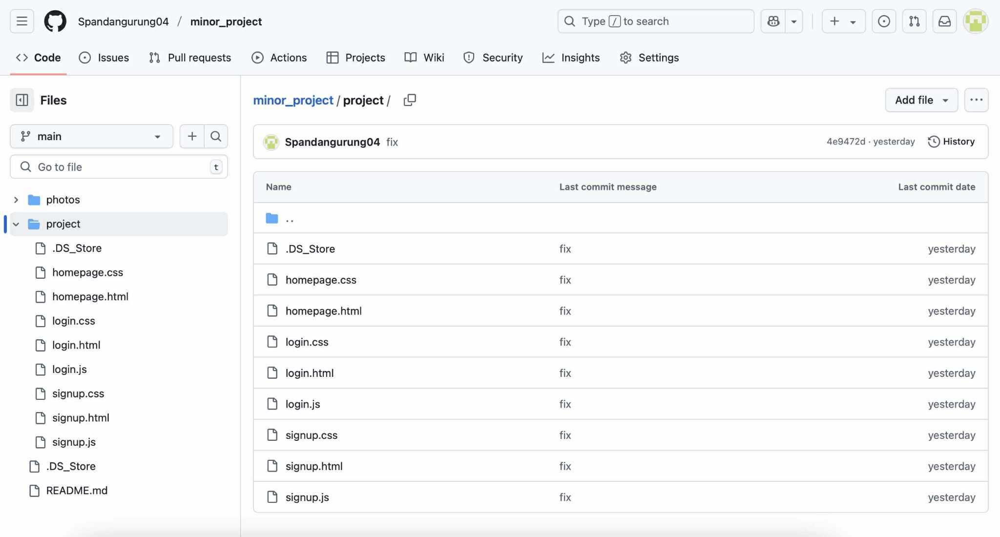 Spandangurung04 / minor_project
Type / to search
Code Issues Pull requests Actions Projects Wiki Security Insights Settings
Files
main
Go to file t
photos
project
.DS_Store
homepage.css
homepage.html
login.css
login.html
login.js
signup.css
signup.html
signup.js
.DS_Store
README.md
minor_project / project /
Add file
Spandangurung04 fix
4e9472d · yesterday History
Name Last commit message Last commit date
..
.DS_Store fix yesterday
homepage.css fix yesterday
homepage.html fix yesterday
login.css fix yesterday
login.html fix yesterday
login.js fix yesterday
signup.css fix yesterday
signup.html fix yesterday
signup.js fix yesterday